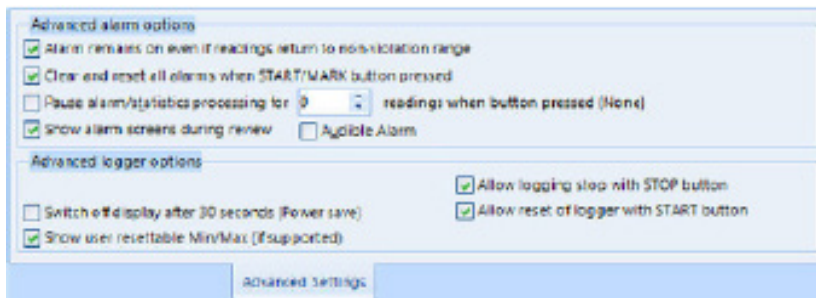 Advanced alarm options
Alarm remains on even if readings return to non-violation range
Clear and reset all alarms when START/MARK button pressed
Pause alarm/statistics processing for 0 readings when button pressed (None)
Show alarm screens during review Audible Alarm
Advanced logger options
Allow logging stop with STOP button
Switch off display after 30 seconds (Power save) Allow reset of logger with START button
Show user resettable Min/Max (if supported)
Advanced Settings